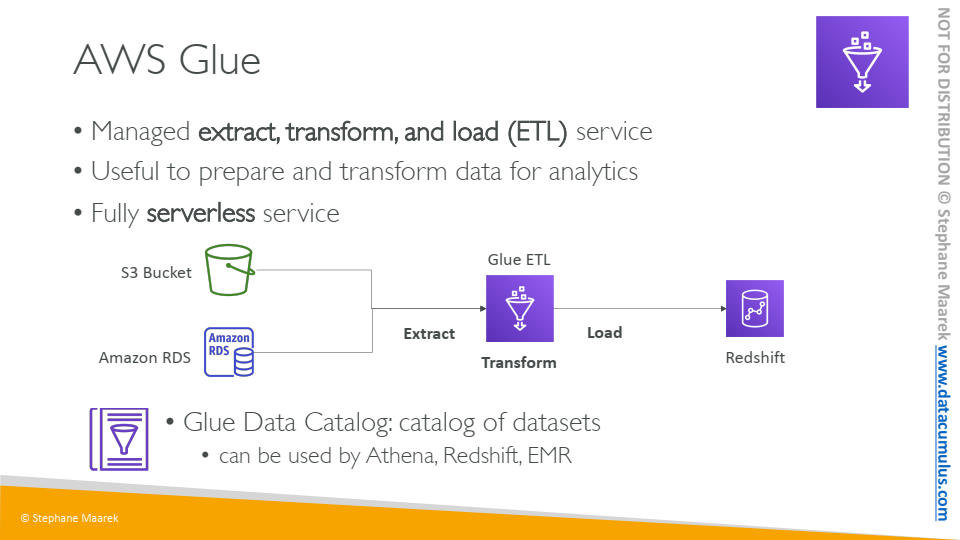 AWS Glue
• Managed extract, transform, and load (ETL) service
• Useful to prepare and transform data for analytics
• Fully serverless service
S3 Bucket
Glue ETL
Amazon RDS
Amazon
RDS
Extract
Transform
Load
Redshift
• Glue Data Catalog: catalog of datasets
• can be used by Athena, Redshift, EMR
© Stephane Maarek
NOT FOR DISTRIBUTION © Stephane Maarek www.datacumulus.com